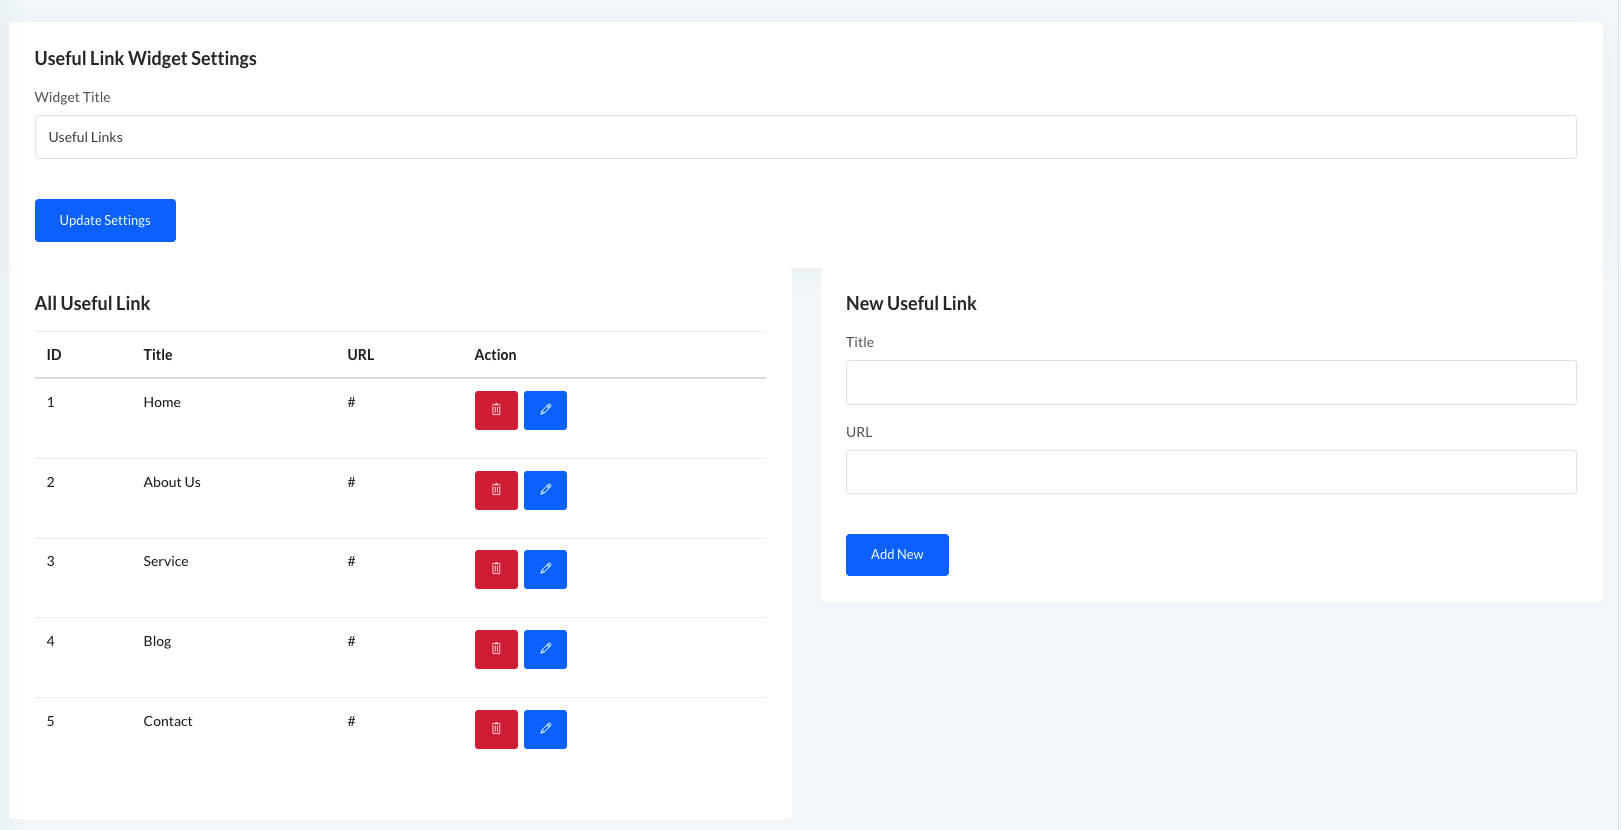 Useful Link Widget Settings
Widget Title
Useful Links
Update Settings
All Useful Link
ID Title URL Action
1 Home #
2 About Us #
3 Service #
4 Blog #
5 Contact #
New Useful Link
Title
URL
Add New